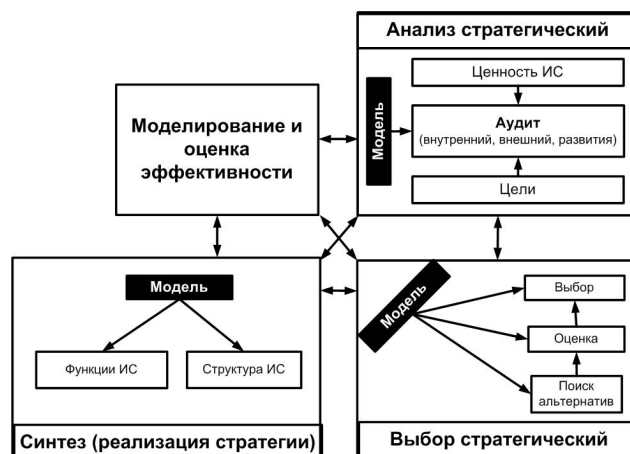 Анализ стратегический
Ценность ИС
Модель
Аудит
(внутренний, внешний, развития)
Цели
Моделирование и
оценка
эффективности
Модель
Функции ИС
Структура ИС
Синтез (реализация стратегии)
Модель
Выбор
Оценка
Поиск
альтернатив
Выбор стратегический